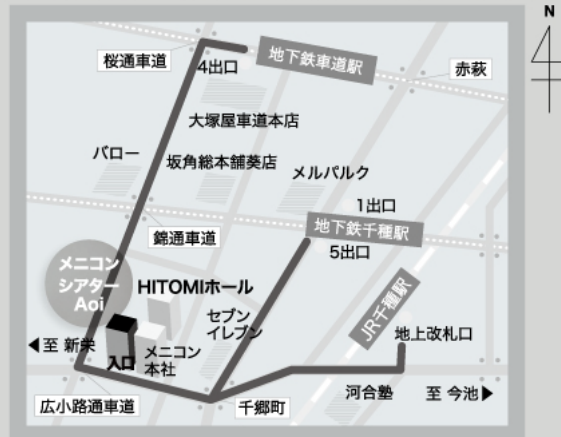 N
桜通車道
4出口
地下鉄車道駅
赤萩
大塚屋車道本店
バロー
坂角総本舗葵店
メルパルク
1出口
地下鉄千種駅
錦通車道
5出口
メニコン
シアター
Aoi
HITOMIホール
JR千種駅
セブン
イレブン
地上改札口
◀至 新栄
入口
メニコン
本社
河合塾
至 今池▶
広小路通車道
千郷町